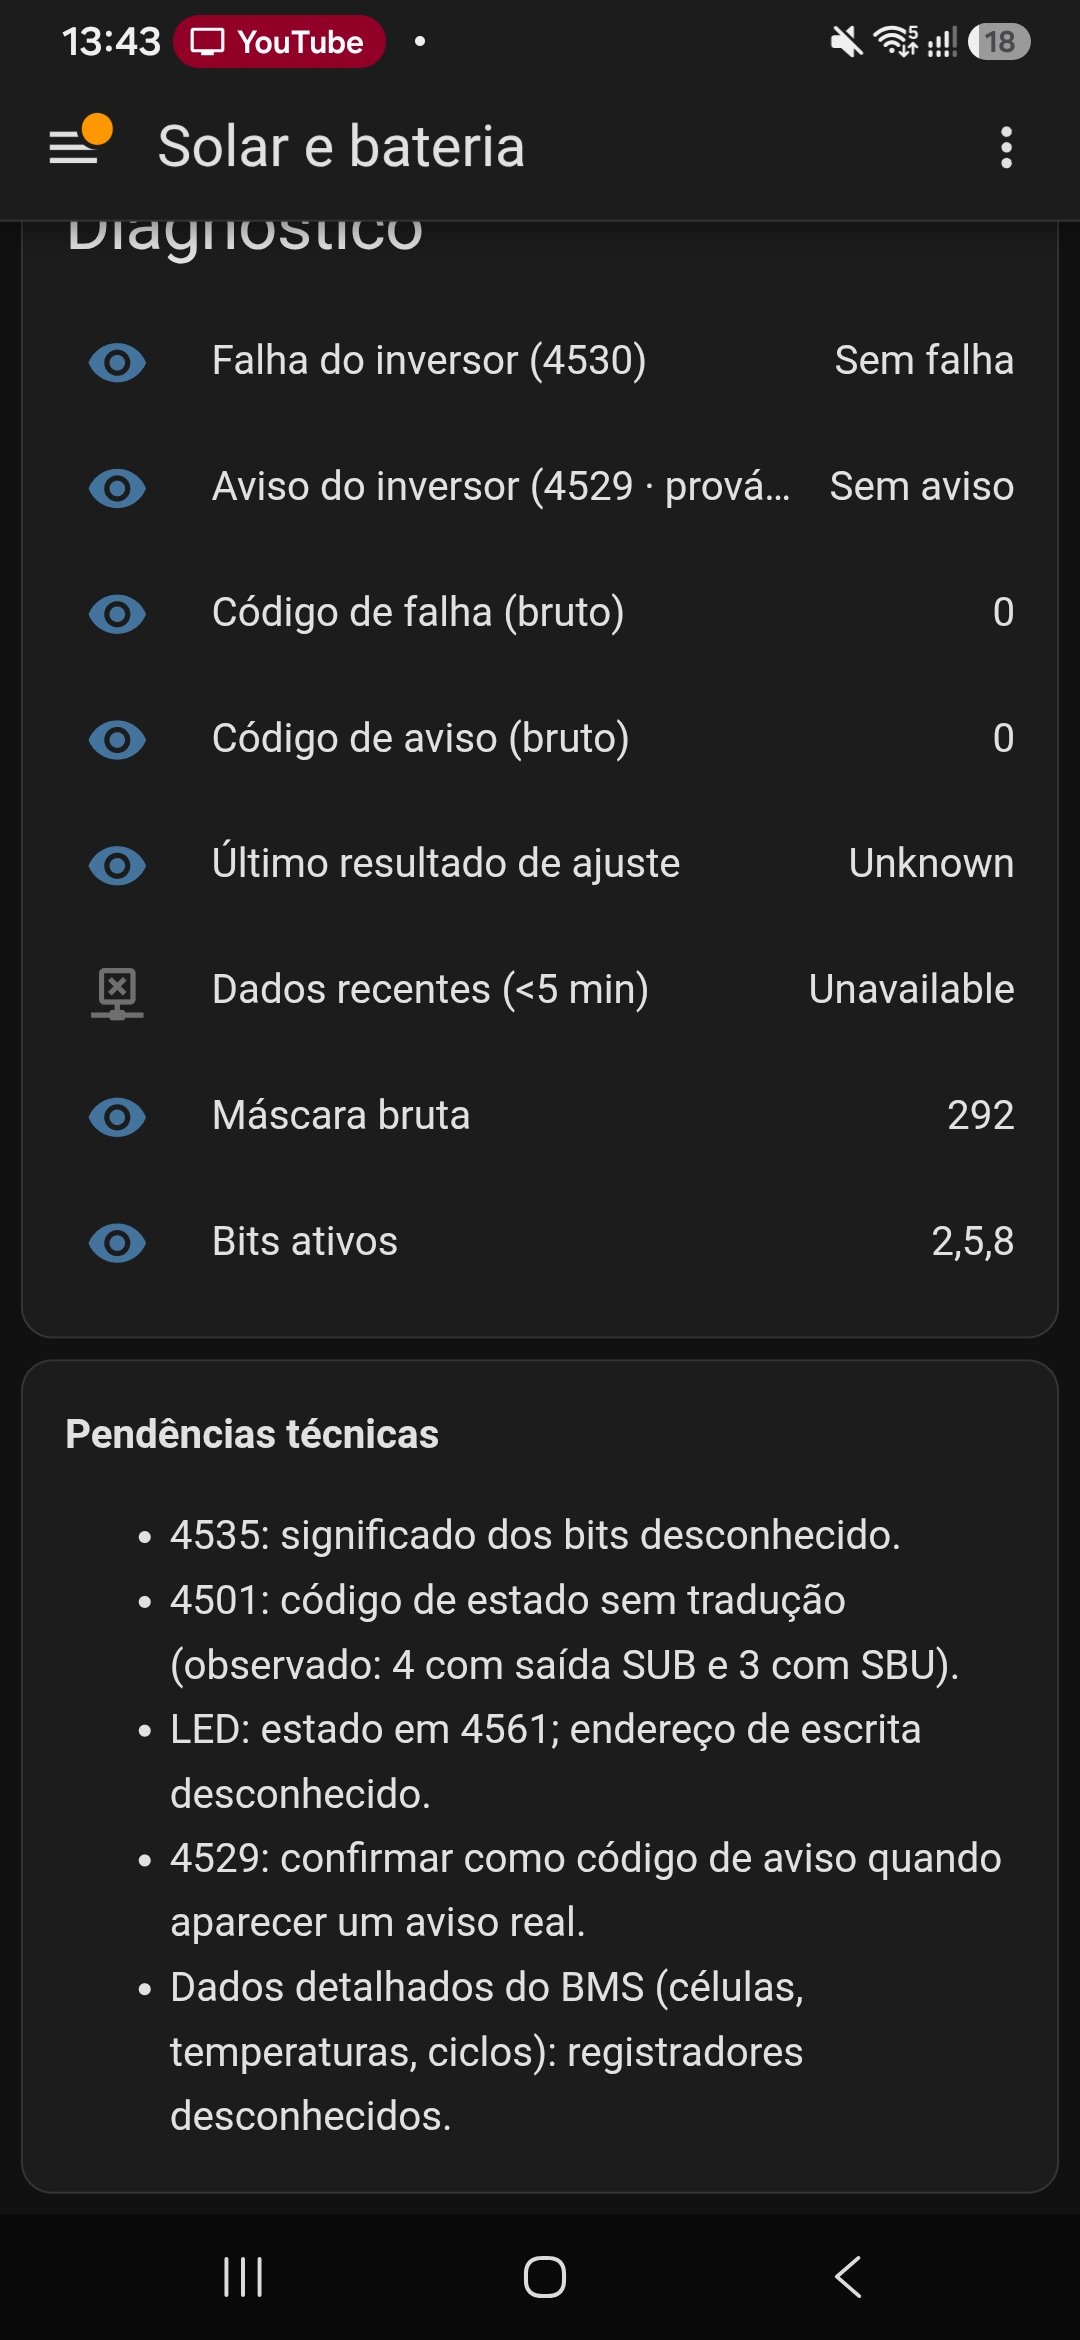 13:43 YouTube 5 18
Solar e bateria
Diagnóstico
Falha do inversor (4530) Sem falha
Aviso do inversor (4529 · prová... Sem aviso
Código de falha (bruto) 0
Código de aviso (bruto) 0
Último resultado de ajuste Unknown
Dados recentes (<5 min) Unavailable
Máscara bruta 292
Bits ativos 2,5,8
Pendências técnicas
• 4535: significado dos bits desconhecido.
• 4501: código de estado sem tradução
(observado: 4 com saída SUB e 3 com SBU).
• LED: estado em 4561; endereço de escrita
desconhecido.
• 4529: confirmar como código de aviso quando
aparecer um aviso real.
• Dados detalhados do BMS (células,
temperaturas, ciclos): registradores
desconhecidos.